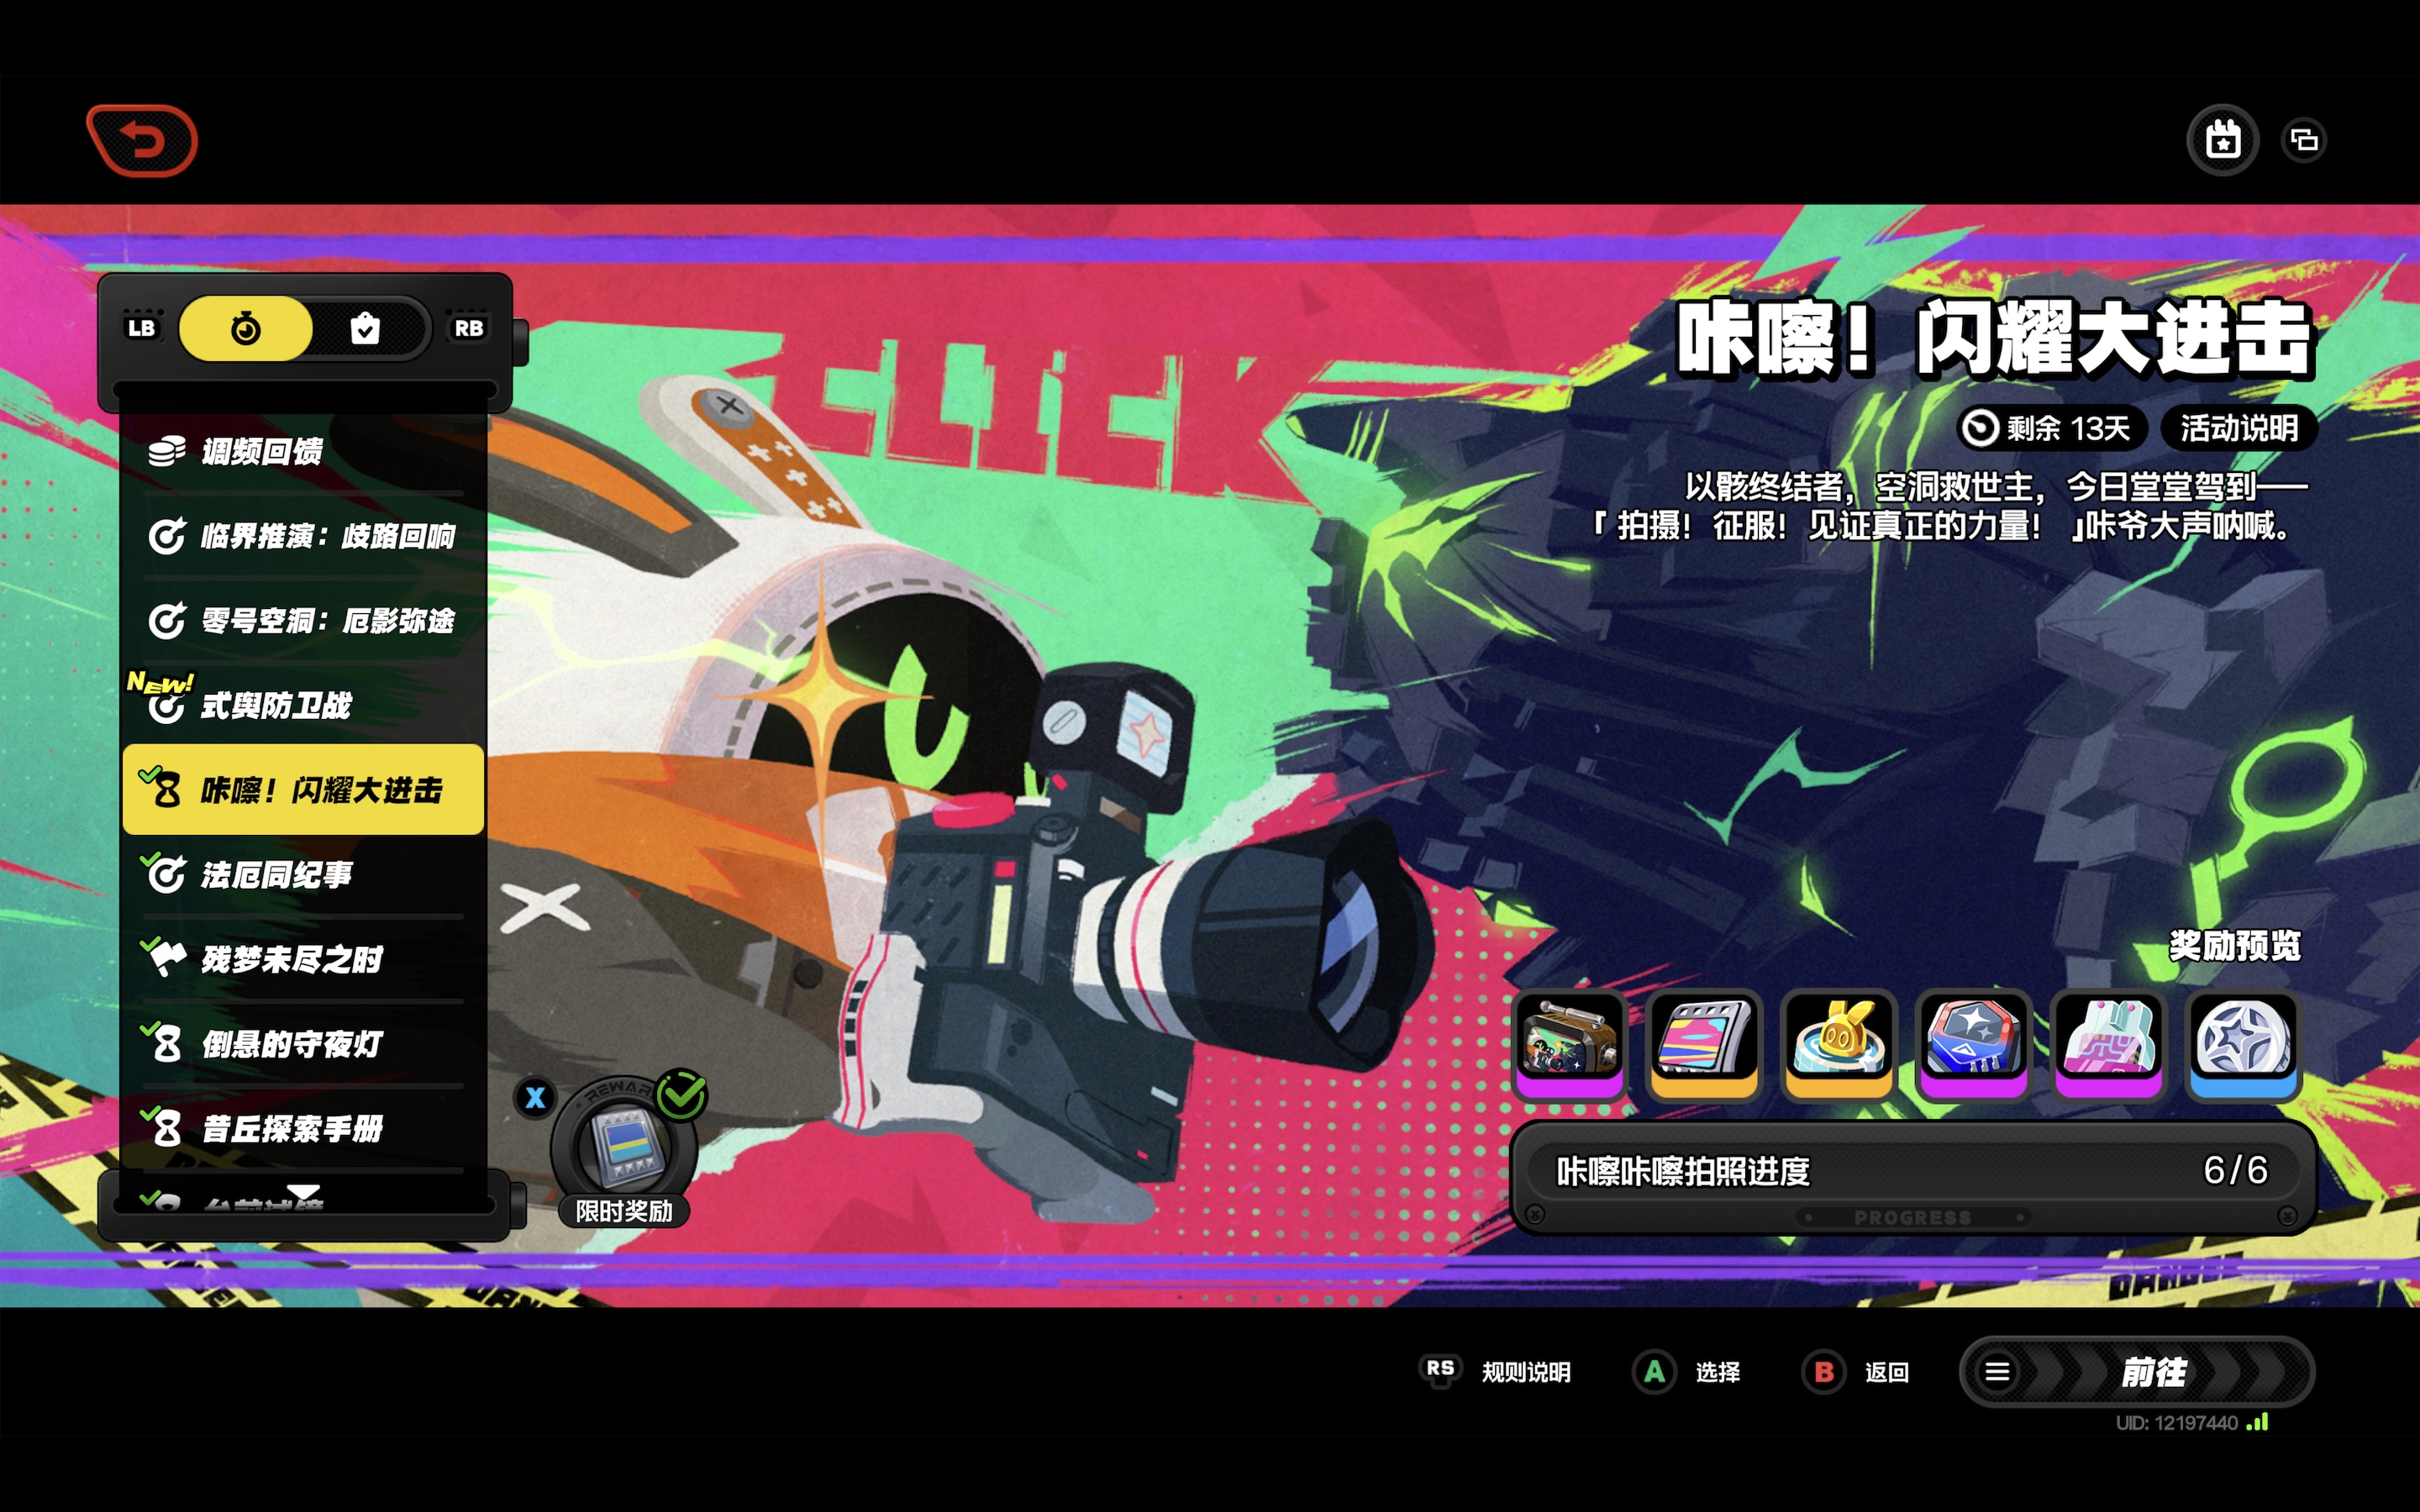 LB
RB
调频回馈
临界推演：歧路回响
零号空洞：厄影弥途
NEW!
式舆防卫战
咔嚓！闪耀大进击
法厄同纪事
残梦未尽之时
倒悬的守夜灯
昔丘探索手册
CLICK
咔嚓！闪耀大进击
剩余 13天
活动说明
以骸终结者，空洞救世主，今日堂堂驾到——
「拍摄！征服！见证真正的力量！」咔爷大声呐喊。
奖励预览
X
REWARD
限时奖励
咔嚓咔嚓拍照进度
6/6
PROGRESS
RS
规则说明
A
选择
B
返回
前往
UID: 12197440